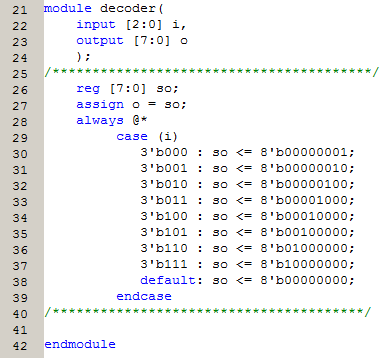 21 module decoder(
22     input [2:0] i,
23     output [7:0] o
24     );
25 /****************************************/
26     reg [7:0] so;
27     assign o = so;
28     always @*
29         case (i)
30             3'b000 : so <= 8'b00000001;
31             3'b001 : so <= 8'b00000010;
32             3'b010 : so <= 8'b00000100;
33             3'b011 : so <= 8'b00001000;
34             3'b100 : so <= 8'b00010000;
35             3'b101 : so <= 8'b00100000;
36             3'b110 : so <= 8'b01000000;
37             3'b111 : so <= 8'b10000000;
38             default: so <= 8'b00000000;
39         endcase
40 /***************************************/
41
42 endmodule